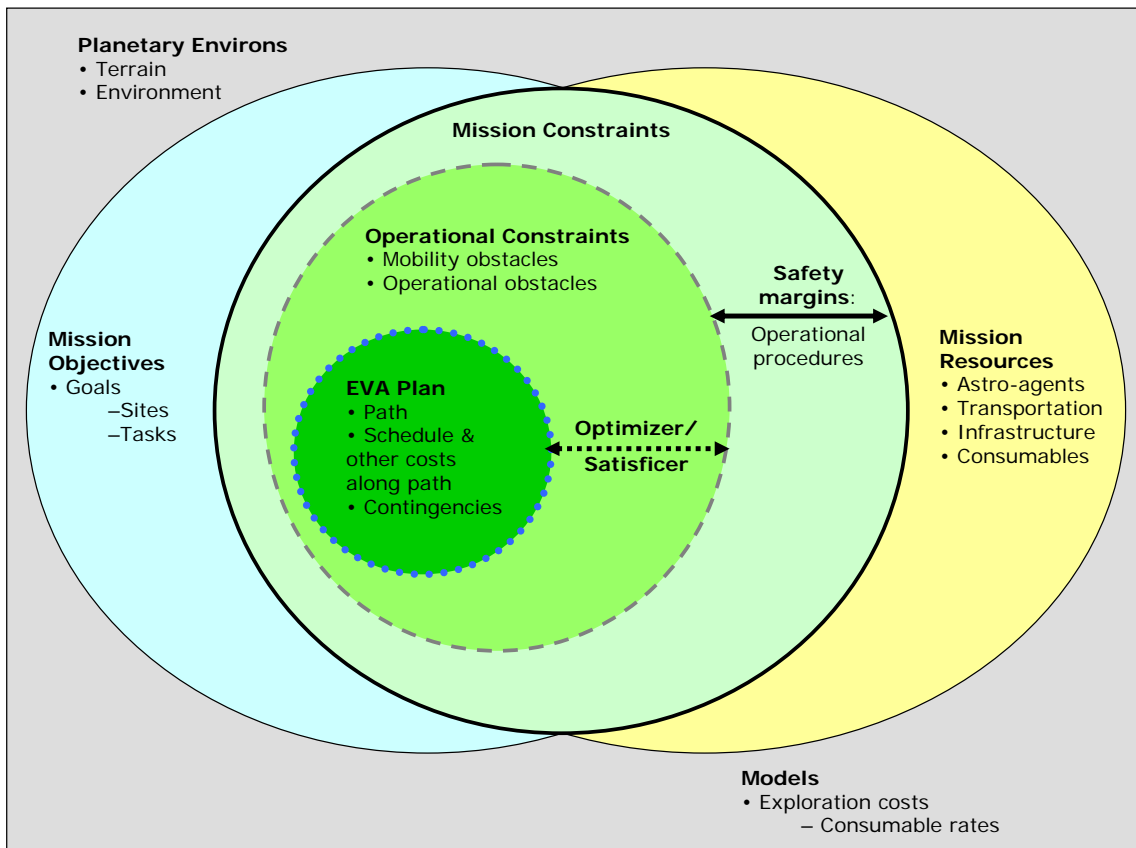 Planetary Environs
• Terrain
• Environment
Mission Constraints
Operational Constraints
• Mobility obstacles
• Operational obstacles
Safety
margins:
Operational
procedures
Mission
Objectives
• Goals
–Sites
–Tasks
Mission
Resources
• Astro-agents
• Transportation
• Infrastructure
• Consumables
EVA Plan
• Path
• Schedule &
other costs
along path
• Contingencies
Optimizer/
Satisficer
Models
• Exploration costs
– Consumable rates